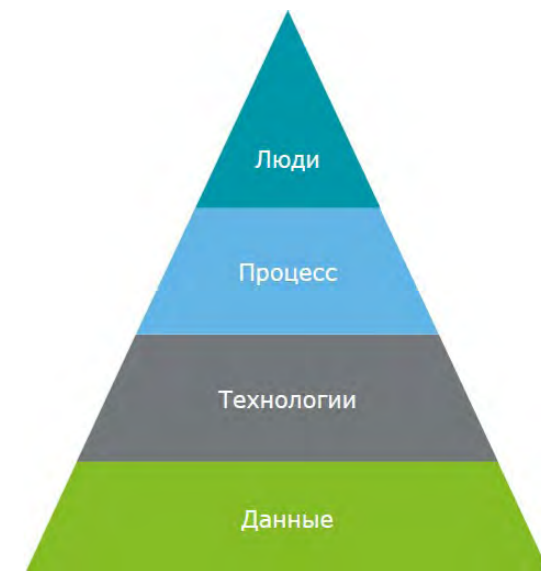 Люди
Процесс
Технологии
Данные